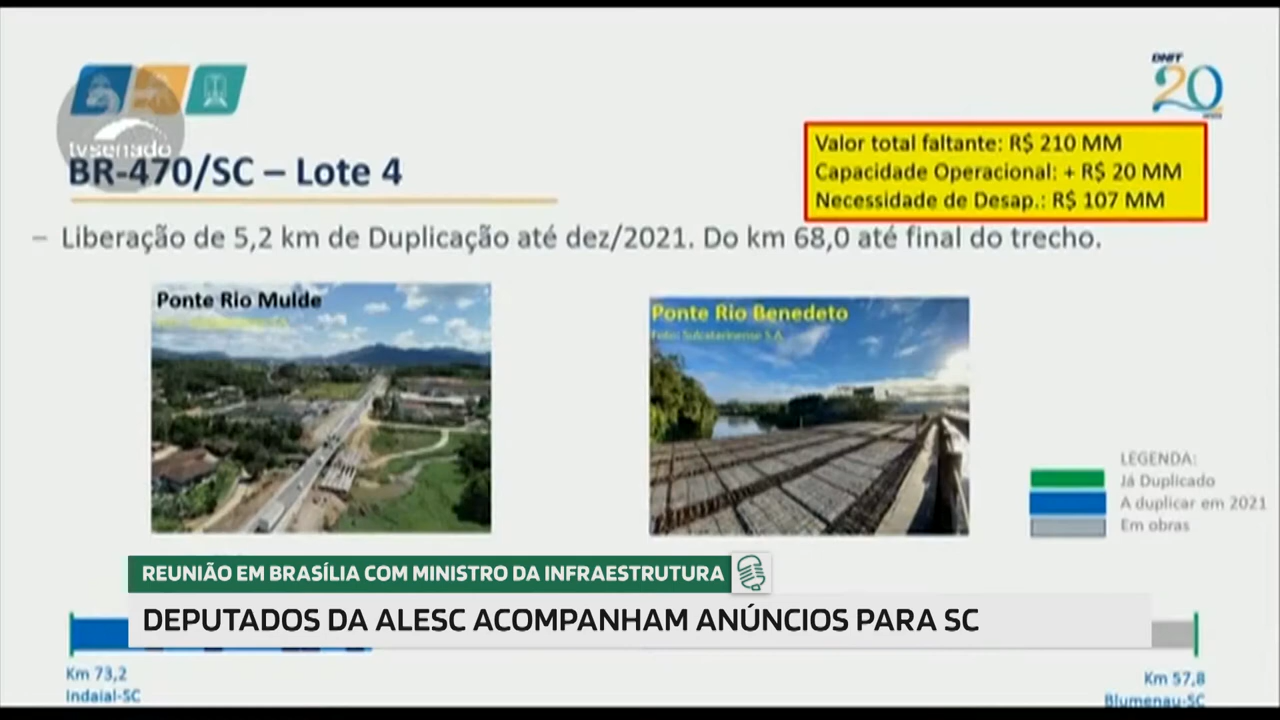 DNIT
20
ANOS
tvsenado
BR-470/SC – Lote 4
Valor total faltante: R$ 210 MM
Capacidade Operacional: + R$ 20 MM
Necessidade de Desap.: R$ 107 MM
– Liberação de 5,2 km de Duplicação até dez/2021. Do km 68,0 até final do trecho.
Ponte Rio Mulde
Ponte Rio Benedeto
Foto: Sulcatarinense S.A.
LEGENDA:
Já Duplicado
A duplicar em 2021
Em obras
REUNIÃO EM BRASÍLIA COM MINISTRO DA INFRAESTRUTURA
DEPUTADOS DA ALESC ACOMPANHAM ANÚNCIOS PARA SC
Km 73,2
Indaial-SC
Km 57,8
Blumenau-SC